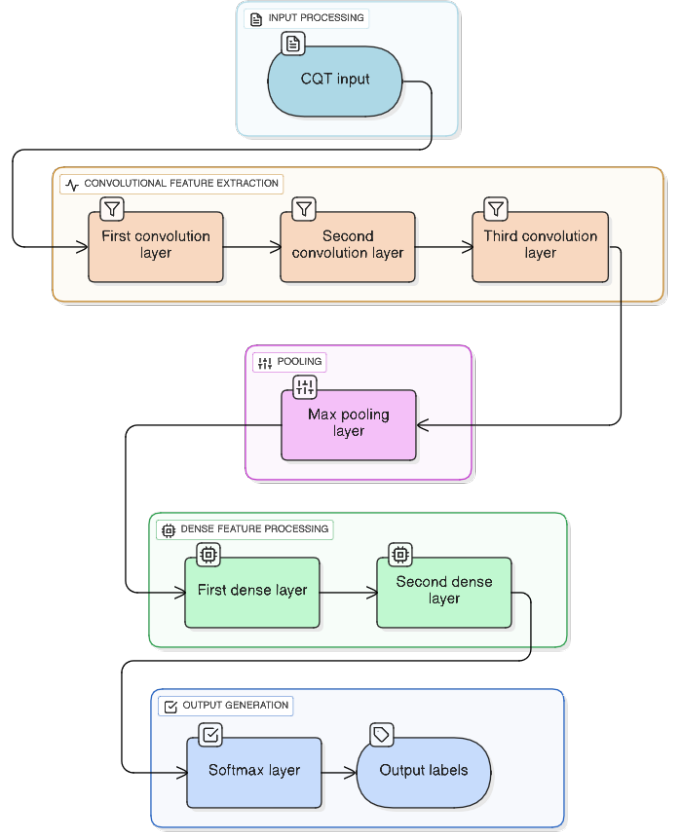 INPUT PROCESSING
CQT input
CONVOLUTIONAL FEATURE EXTRACTION
First convolution
layer
Second
convolution layer
Third convolution
layer
POOLING
Max pooling
layer
DENSE FEATURE PROCESSING
First dense layer
Second dense
layer
OUTPUT GENERATION
Softmax layer
Output labels